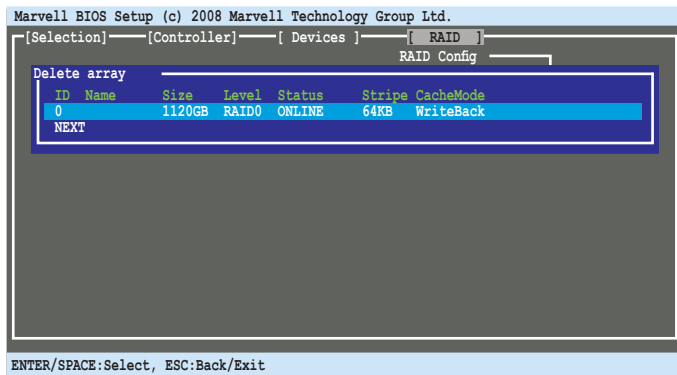 Marvell BIOS Setup (c) 2008 Marvell Technology Group Ltd.
[Selection] [Controller] [ Devices ] [ RAID ]
RAID Config
Delete array
ID Name Size Level Status Stripe CacheMode
0 1120GB RAID0 ONLINE 64KB WriteBack
NEXT
ENTER/SPACE:Select, ESC:Back/Exit